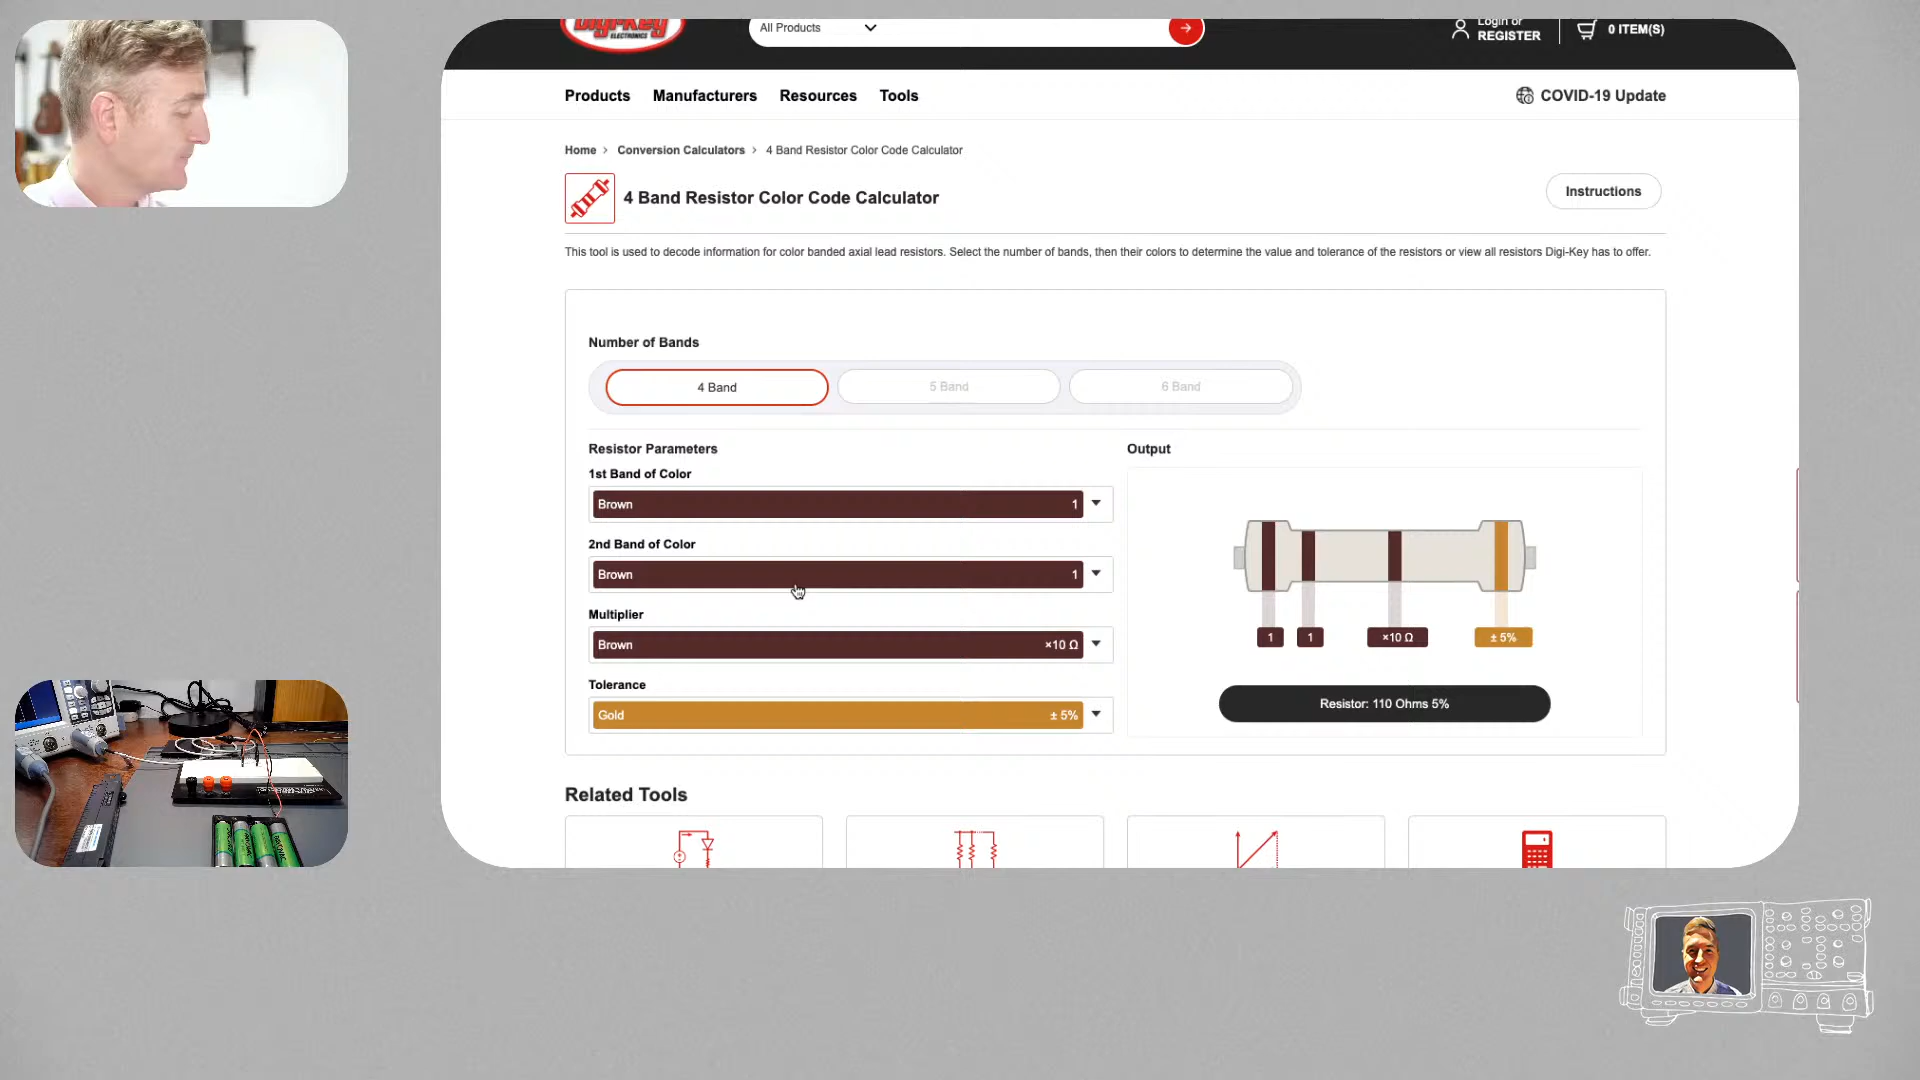 Digi-Key
ELECTRONICS
All Products
Login or
REGISTER
0 ITEM(S)
Products
Manufacturers
Resources
Tools
COVID-19 Update
Home > Conversion Calculators > 4 Band Resistor Color Code Calculator
4 Band Resistor Color Code Calculator
Instructions
This tool is used to decode information for color banded axial lead resistors. Select the number of bands, then their colors to determine the value and tolerance of the resistors or view all resistors Digi-Key has to offer.
Number of Bands
4 Band
5 Band
6 Band
Resistor Parameters
Output
1st Band of Color
Brown 1
2nd Band of Color
Brown 1
Multiplier
Brown ×10 Ω
Tolerance
Gold ± 5%
1
1
×10 Ω
± 5%
Resistor: 110 Ohms 5%
Related Tools